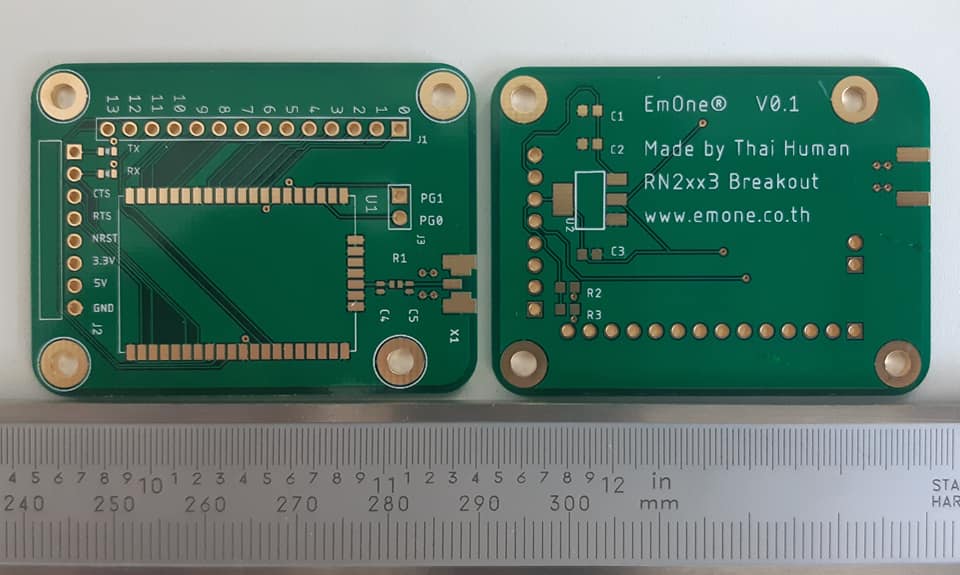 13 12 11 10 9 8 7 6 5 4 3 2 1 0
J1
TX
RX
CTS
RTS
NRST
3.3V
5V
GND
J2
U1
PG1
PG0
J3
R1
C4
C5
X1
EmOne® V0.1
Made by Thai Human
RN2xx3 Breakout
www.emone.co.th
C1
C2
U2
C3
R2
R3
4 5 6 7 8 9 10 1 2 3 4 5 6 7 8 9 11 1 2 3 4 5 6 7 8 9 12 in
240 250 260 270 280 290 300 mm
STA
HAR